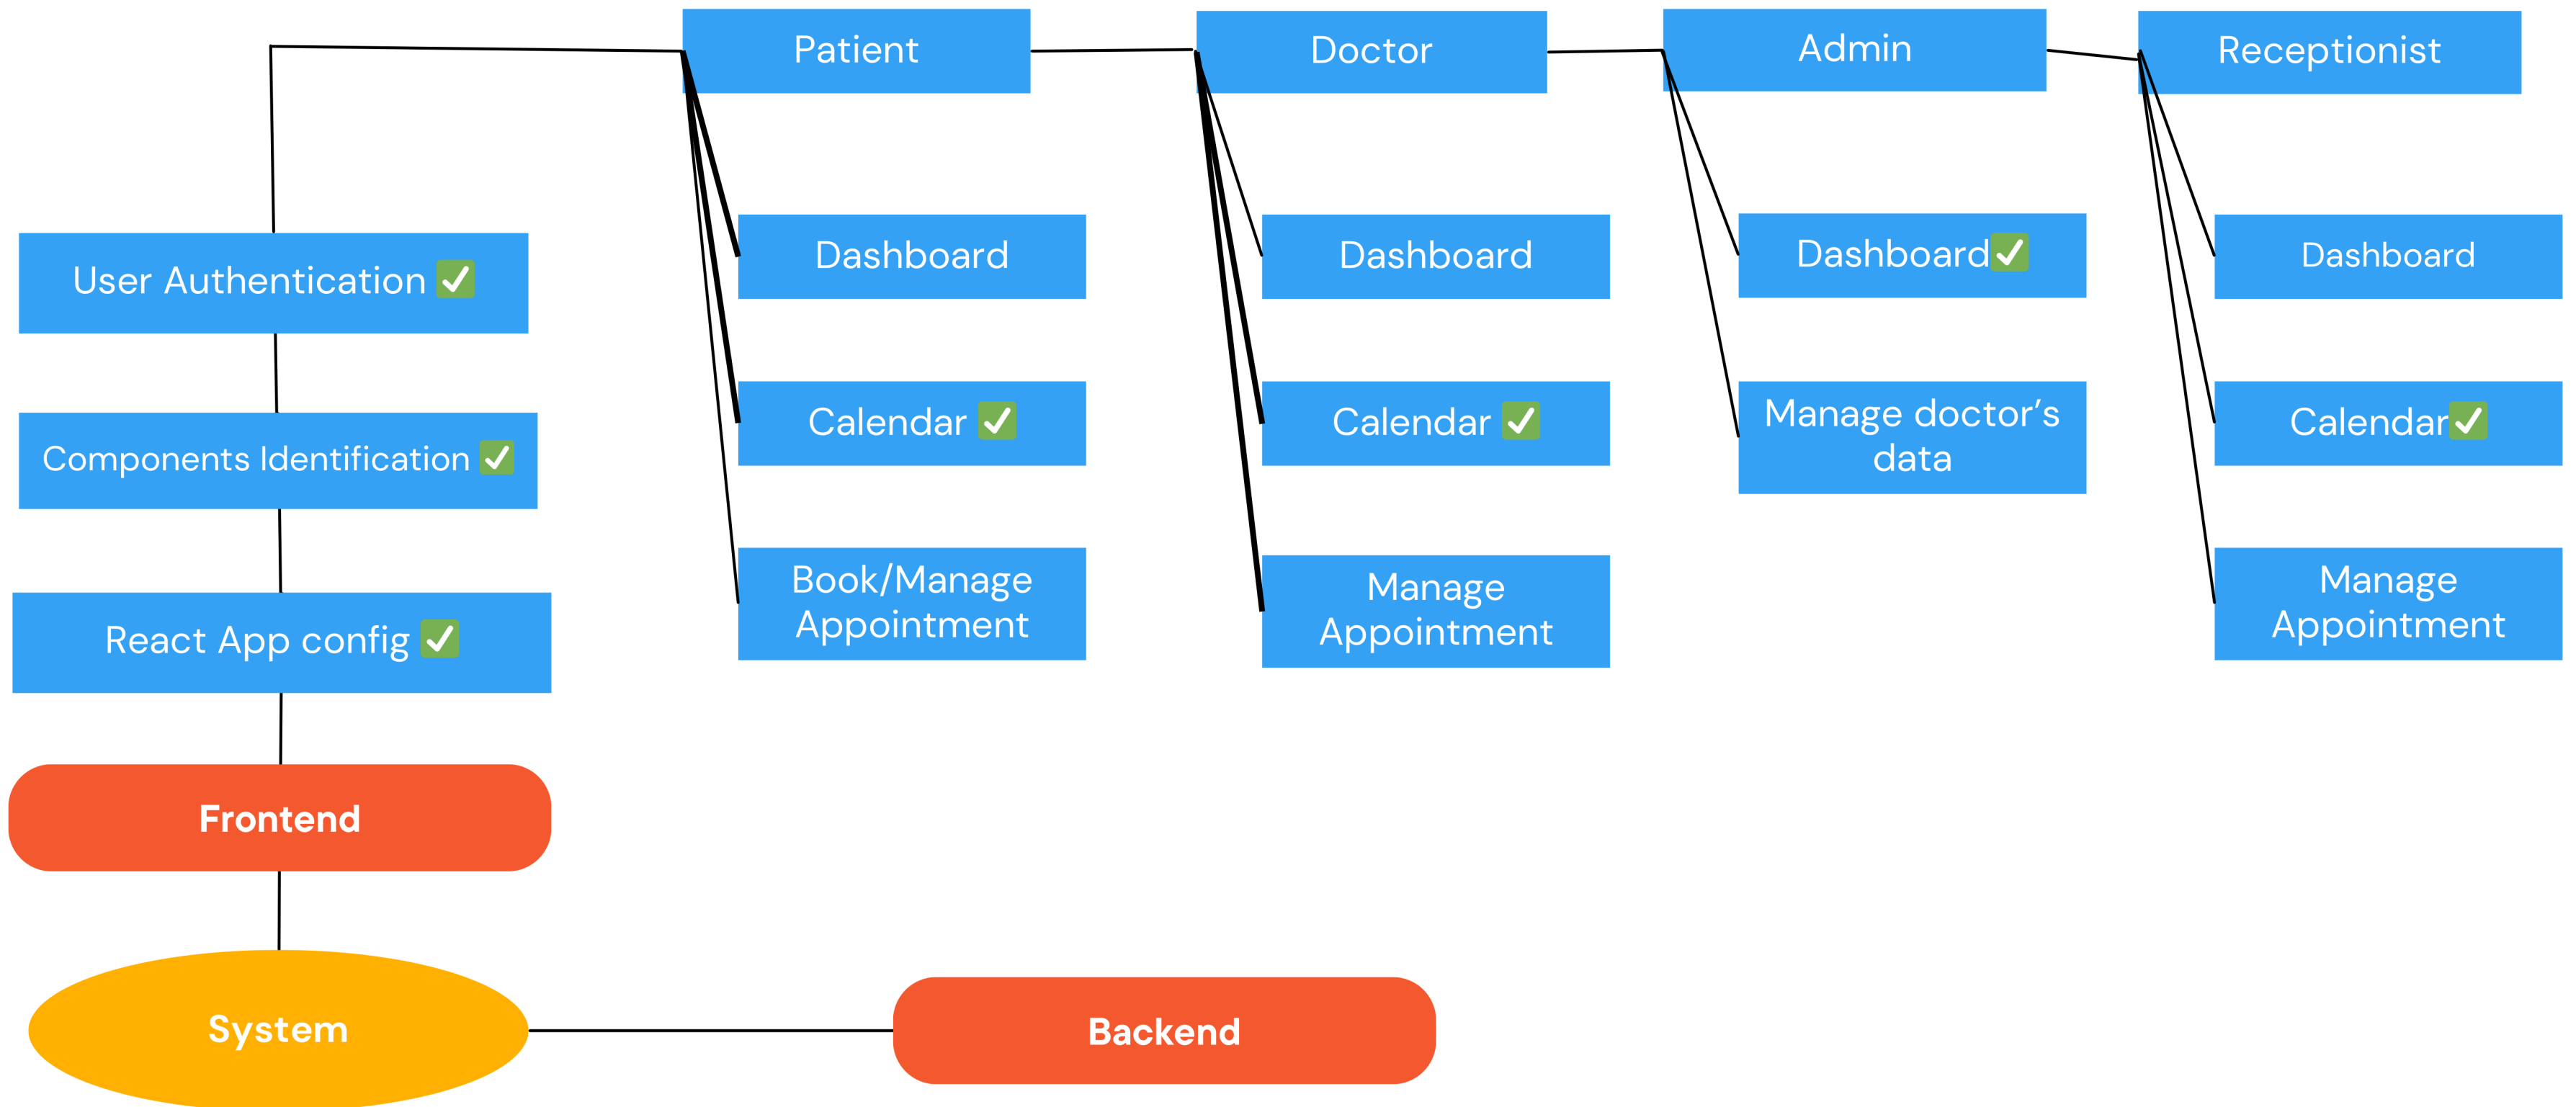 Patient
Doctor
Admin
Receptionist
User Authentication ✅
Components Identification ✅
React App config ✅
Frontend
System
Backend
Dashboard
Calendar ✅
Book/Manage
Appointment
Dashboard
Calendar ✅
Manage
Appointment
Dashboard✅
Manage doctor’s
data
Dashboard
Calendar✅
Manage
Appointment